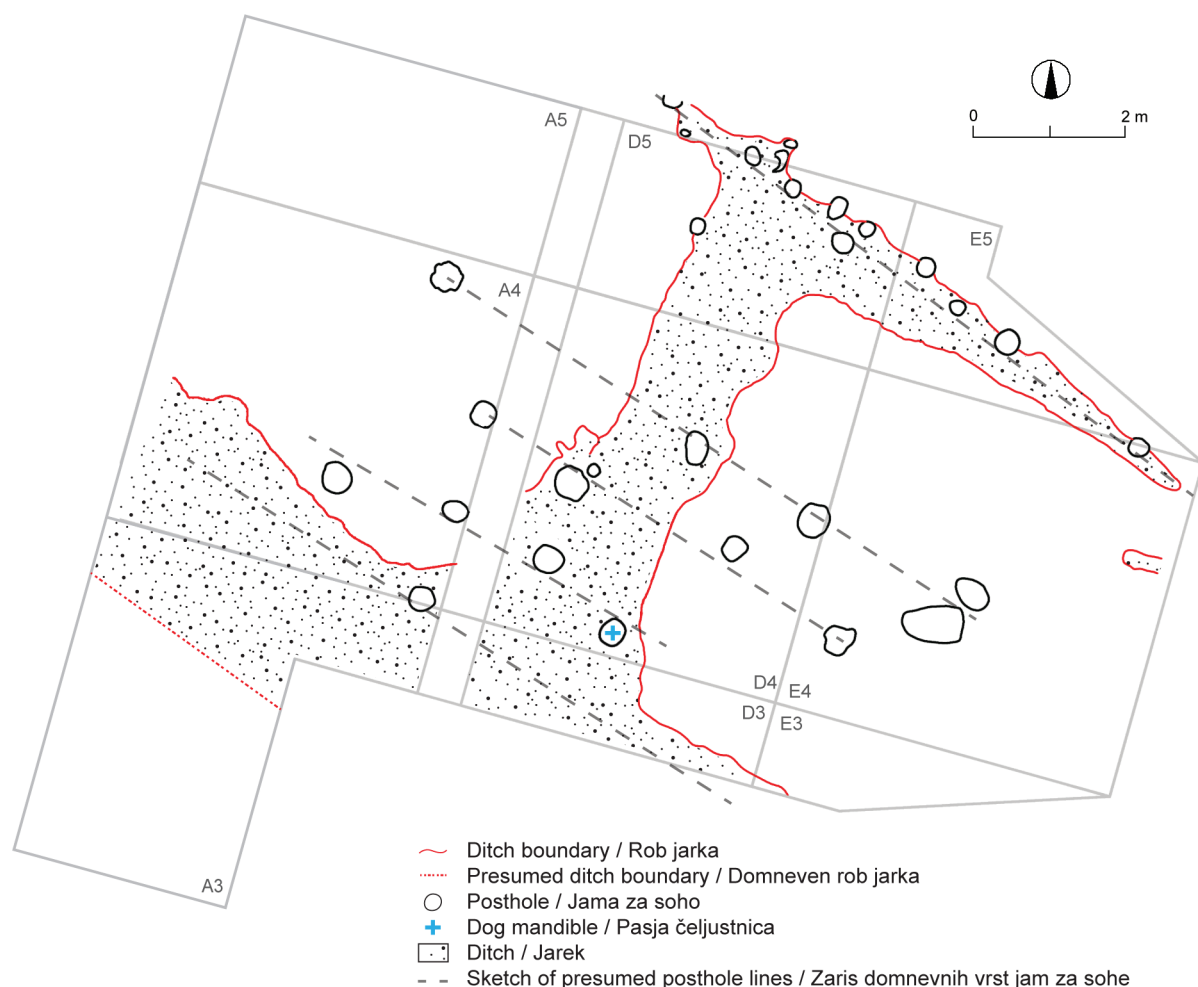 A5
D5
0 2 m
E5
A4
D4
E4
D3
E3
A3
Ditch boundary / Rob jarka
Presumed ditch boundary / Domneven rob jarka
Posthole / Jama za soho
Dog mandible / Pasja čeljustnica
Ditch / Jarek
Sketch of presumed posthole lines / Zaris domnevnih vrst jam za sohe